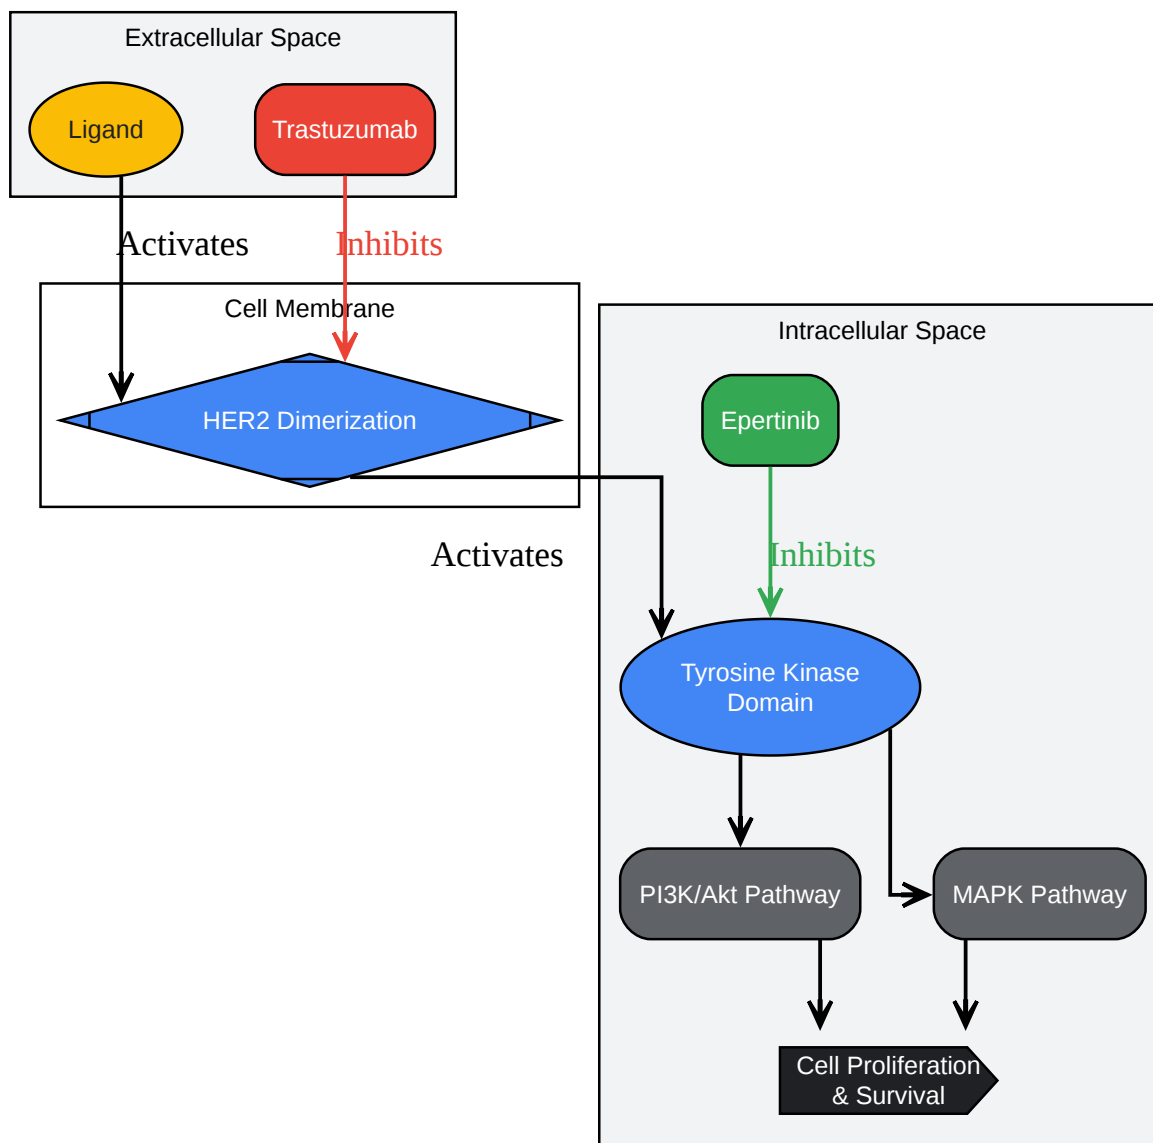 Extracellular Space
Ligand
Trastuzumab
Activates
Inhibits
Cell Membrane
HER2 Dimerization
Intracellular Space
Epertinib
Activates
Inhibits
Tyrosine Kinase
Domain
PI3K/Akt Pathway
MAPK Pathway
Cell Proliferation
& Survival